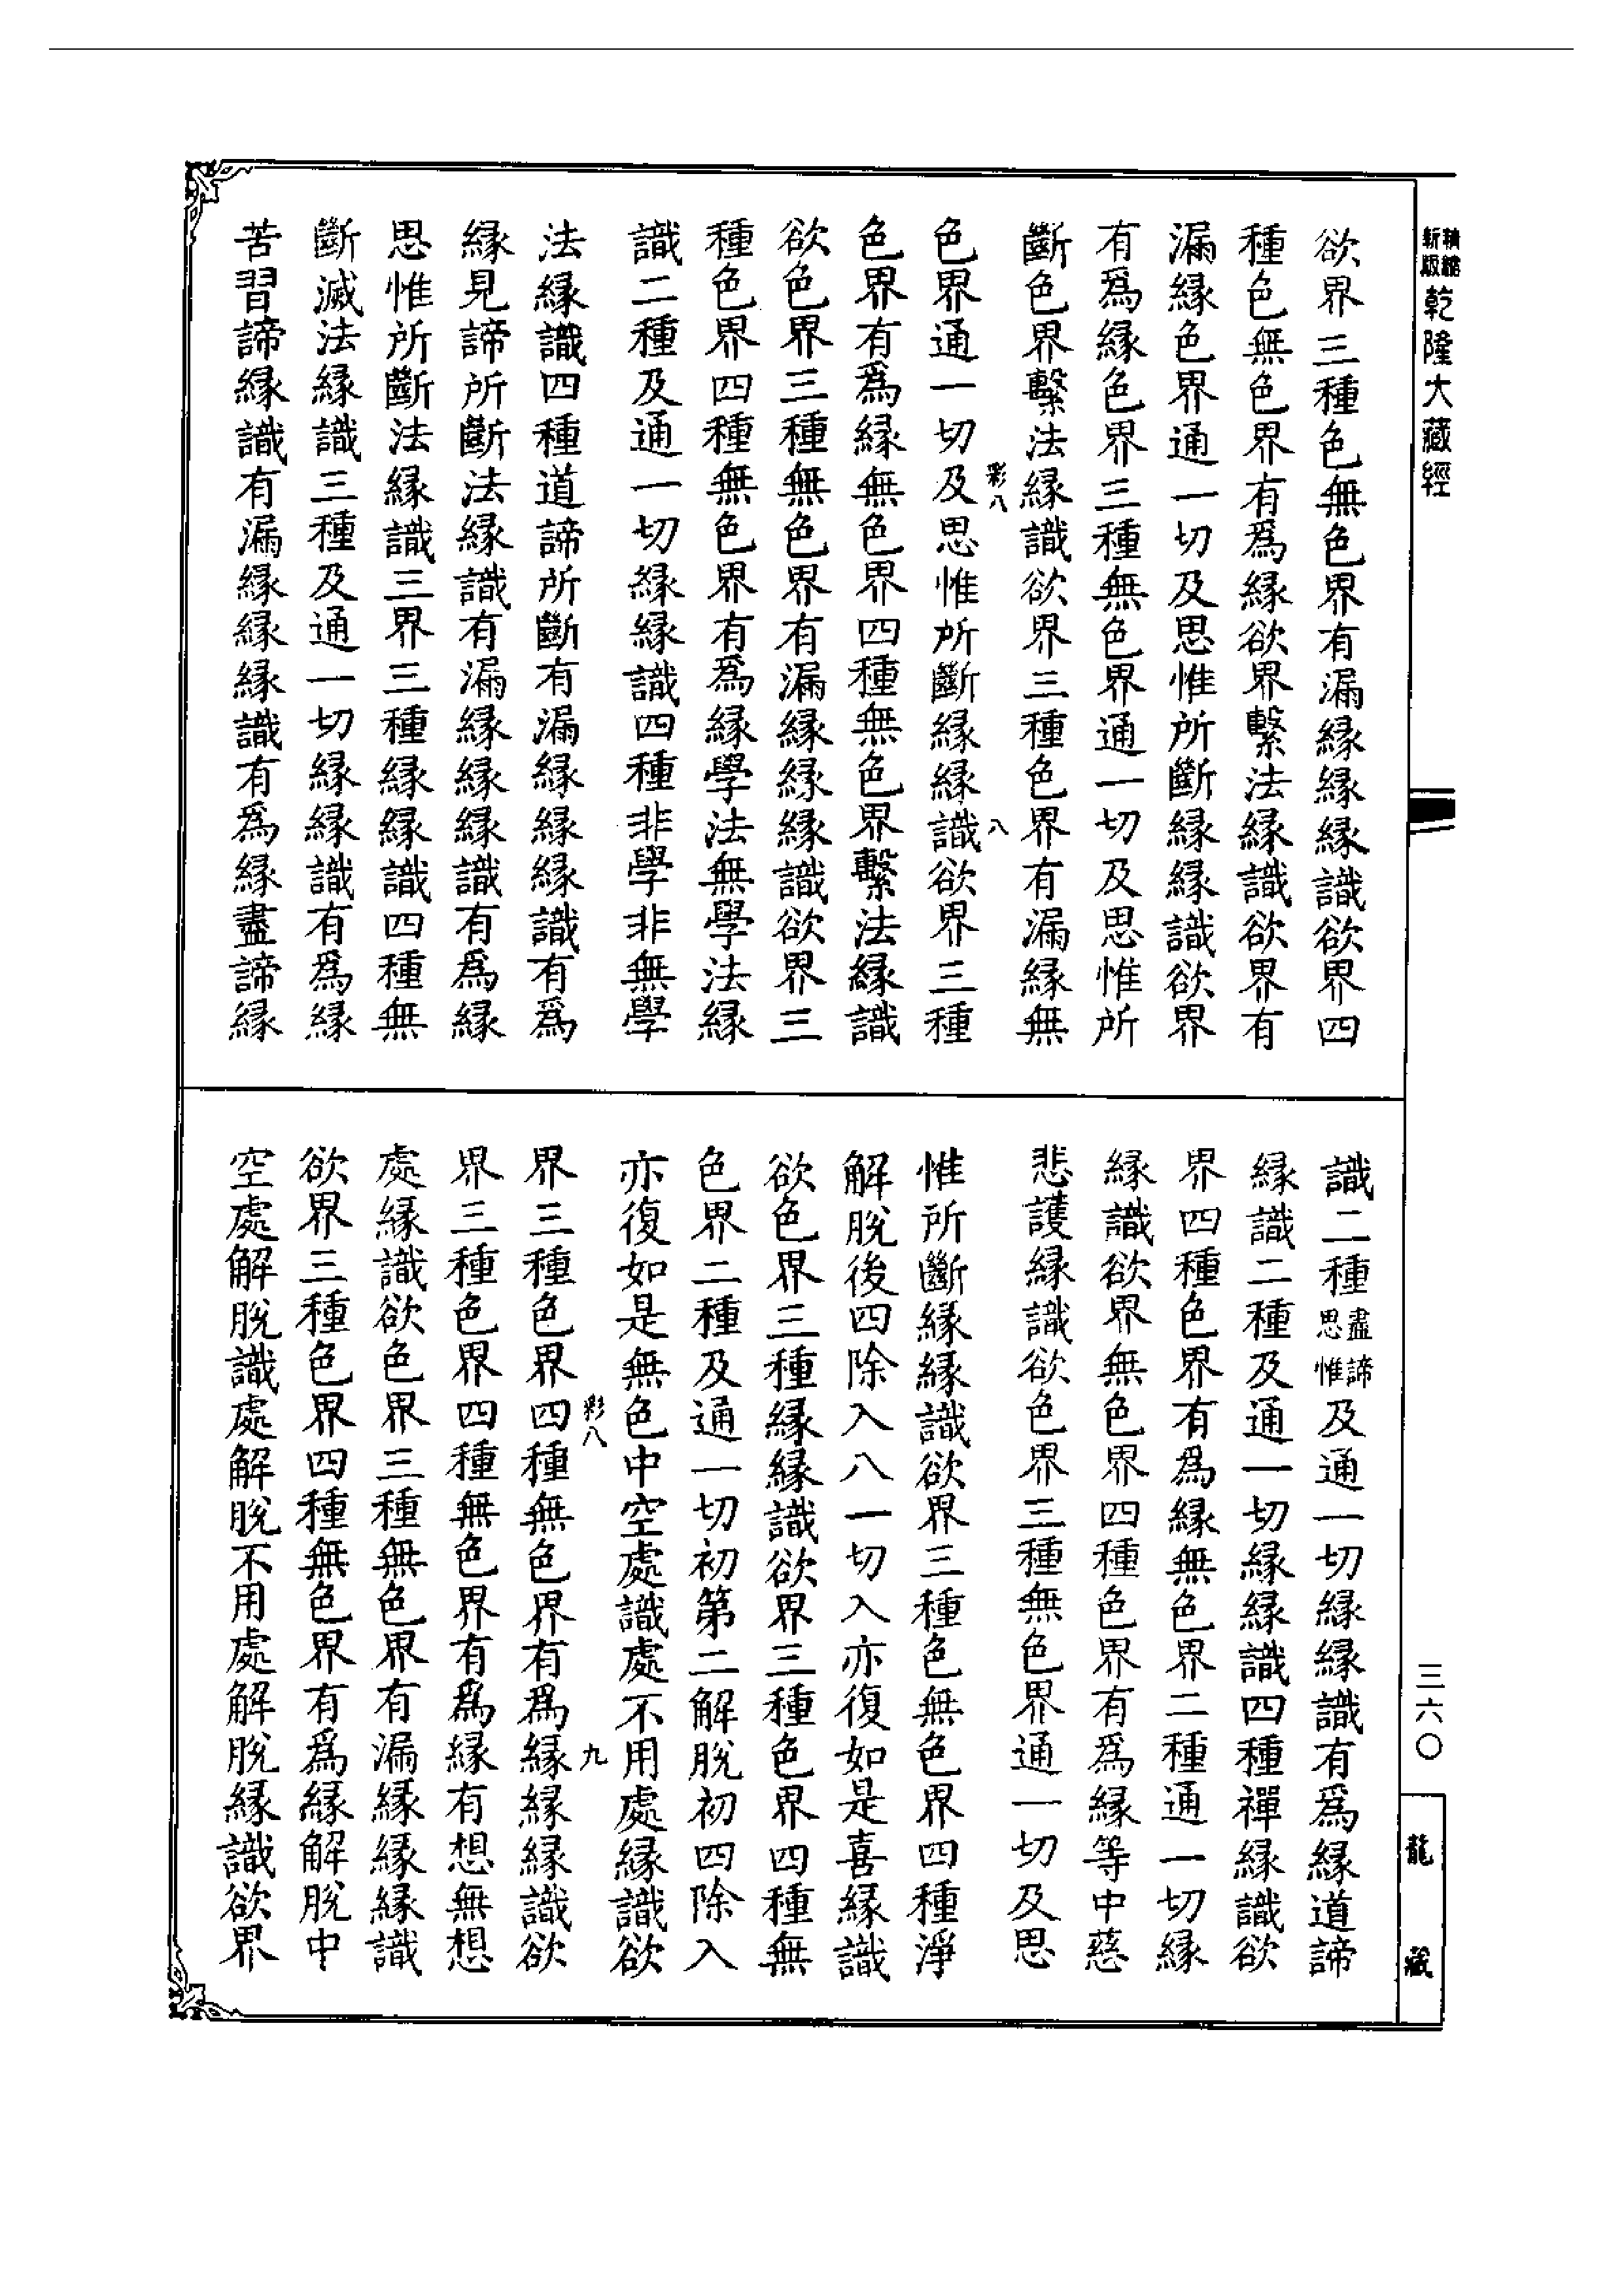 精縮新版乾隆大藏經
欲界三種色無色界有漏緣緣緣識欲界四
種色無色界有為緣欲界繫法緣識欲界有
漏緣色界通一切及思惟所斷緣緣識欲界
有為緣色界三種無色界通一切及思惟所
斷色界繫法緣識欲界三種色界有漏緣無
彩八
八
色界通一切及思惟所斷緣緣識欲界三種
色界有為緣無色界四種無色界繫法緣識
欲色界三種無色界有漏緣緣緣識欲界三
種色界四種無色界有為緣學法無學法緣
識二種及通一切緣緣識四種非學非無學
法緣識四種道諦所斷有漏緣緣緣識有為
緣見諦所斷法緣識有漏緣緣緣識有為緣
思惟所斷法緣識三界三種緣緣識四種無
斷滅法緣識三種及通一切緣緣識有為緣
苦習諦緣識有漏緣緣緣識有為緣盡諦緣
識二種盡諦思惟及通一切緣緣識有為緣道諦
緣識二種及通一切緣緣識四種禪緣識欲
界四種色界有為緣無色界二種通一切緣
緣識欲界無色界四種色界有為緣等中慈
悲護緣識欲色界三種無色界通一切及思
惟所斷緣緣識欲界三種色無色界四種淨
解脫後四除入八一切入亦復如是喜緣識
欲色界三種緣緣識欲界三種色界四種無
色界二種及通一切初第二解脫初四除入
亦復如是無色中空處識處不用處緣識欲
彩八
九
界三種色界四種無色界有為緣緣緣識欲
界三種色界四種無色界有為緣有想無想
處緣識欲色界三種無色界有漏緣緣緣識
欲界三種色界四種無色界有為緣解脫中
空處解脫識處解脫不用處解脫緣識欲界
三六〇
龍藏